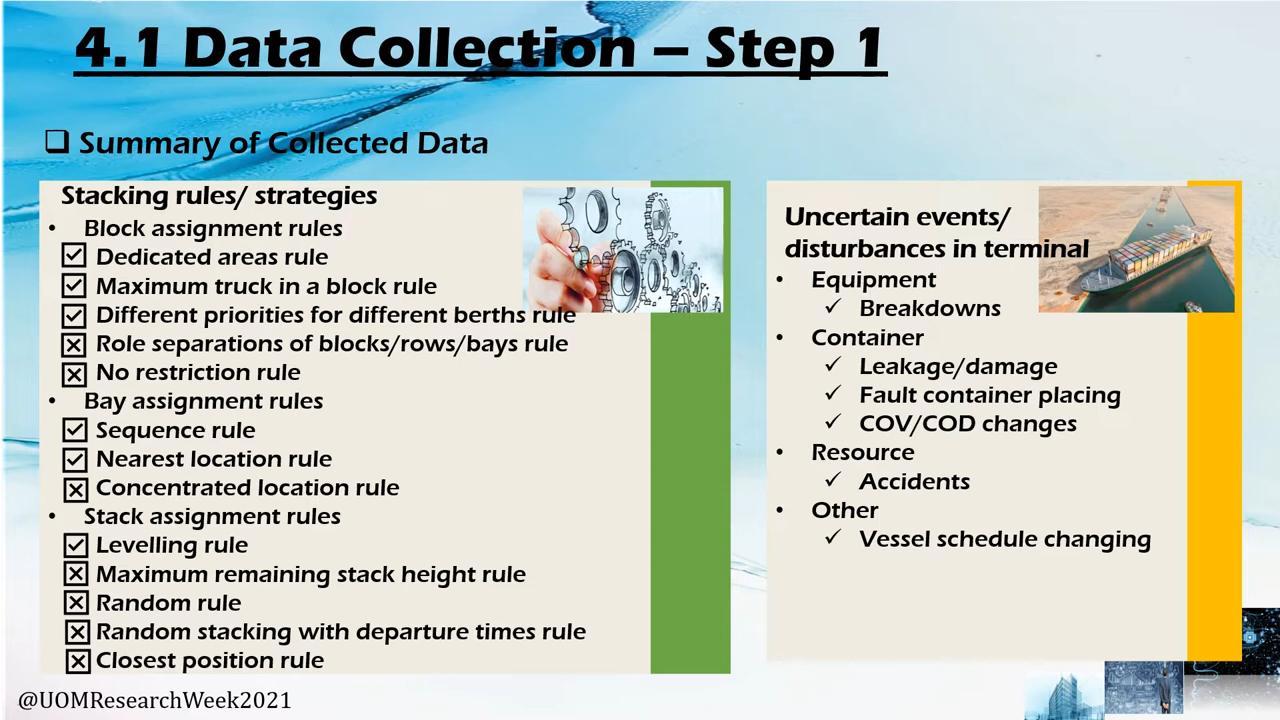 4.1 Data Collection – Step 1
❑ Summary of Collected Data
Stacking rules/ strategies
• Block assignment rules
☑ Dedicated areas rule
☑ Maximum truck in a block rule
☑ Different priorities for different berths rule
☒ Role separations of blocks/rows/bays rule
☒ No restriction rule
• Bay assignment rules
☑ Sequence rule
☑ Nearest location rule
☒ Concentrated location rule
• Stack assignment rules
☑ Levelling rule
☒ Maximum remaining stack height rule
☒ Random rule
☒ Random stacking with departure times rule
☒ Closest position rule
Uncertain events/
disturbances in terminal
• Equipment
✓ Breakdowns
• Container
✓ Leakage/damage
✓ Fault container placing
✓ COV/COD changes
• Resource
✓ Accidents
• Other
✓ Vessel schedule changing
@UOMResearchWeek2021